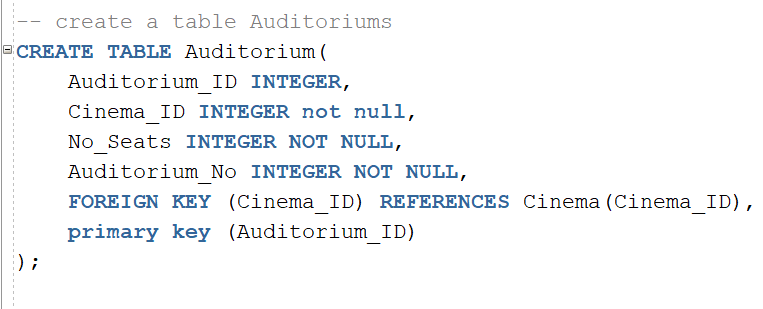 -- create a table Auditoriums
CREATE TABLE Auditorium(
Auditorium_ID INTEGER,
Cinema_ID INTEGER not null,
No_Seats INTEGER NOT NULL,
Auditorium_No INTEGER NOT NULL,
FOREIGN KEY (Cinema_ID) REFERENCES Cinema(Cinema_ID),
primary key (Auditorium_ID)
);